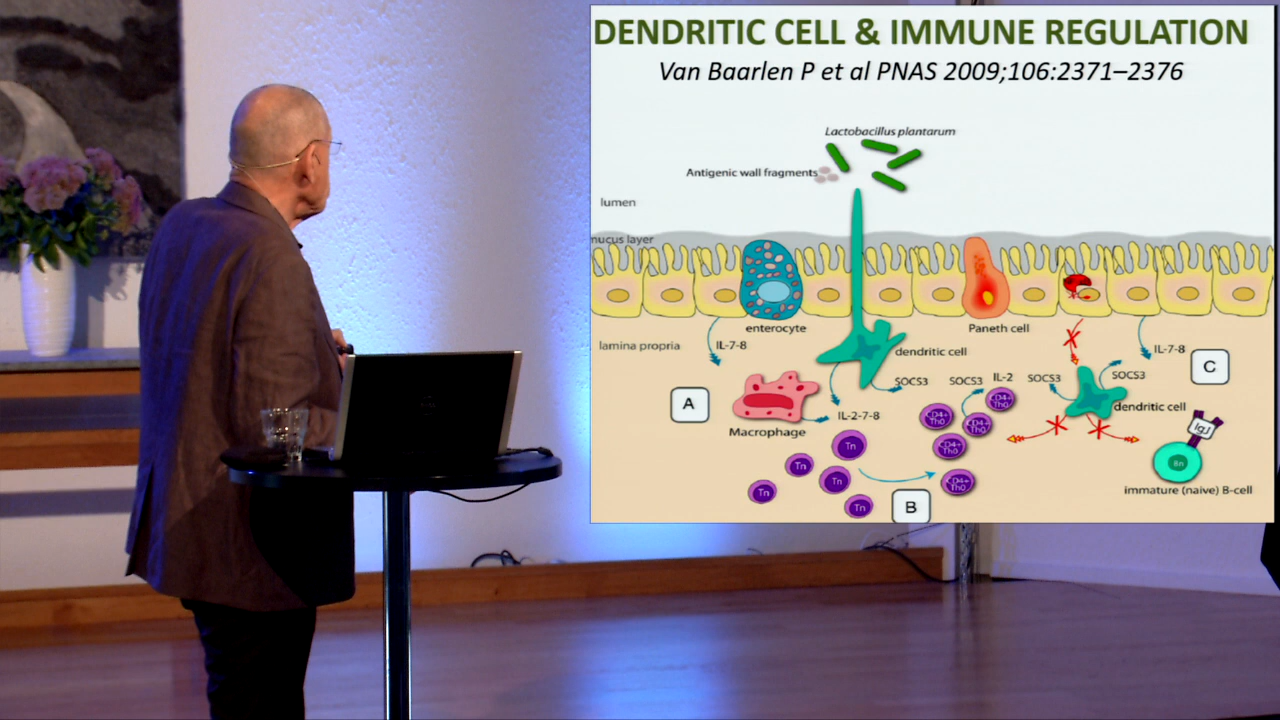 DENDRITIC CELL & IMMUNE REGULATION
Van Baarlen P et al PNAS 2009;106:2371–2376
Lactobacillus plantarum
Antigenic wall fragments
lumen
mucus layer
enterocyte
Paneth cell
lamina propria
IL-7-8
dendritic cell
IL-7-8
C
SOCS3
SOCS3
IL-2
SOCS3
SOCS3
A
dendritic cell
IL-2-7-8
CD4+
Th0
CD4+
Th0
CD4+
Th0
IgJ
Macrophage
Tn
CD4+
Th0
Tn
Bn
Tn
CD4+
Th0
Tn
immature (naive) B-cell
Tn
B